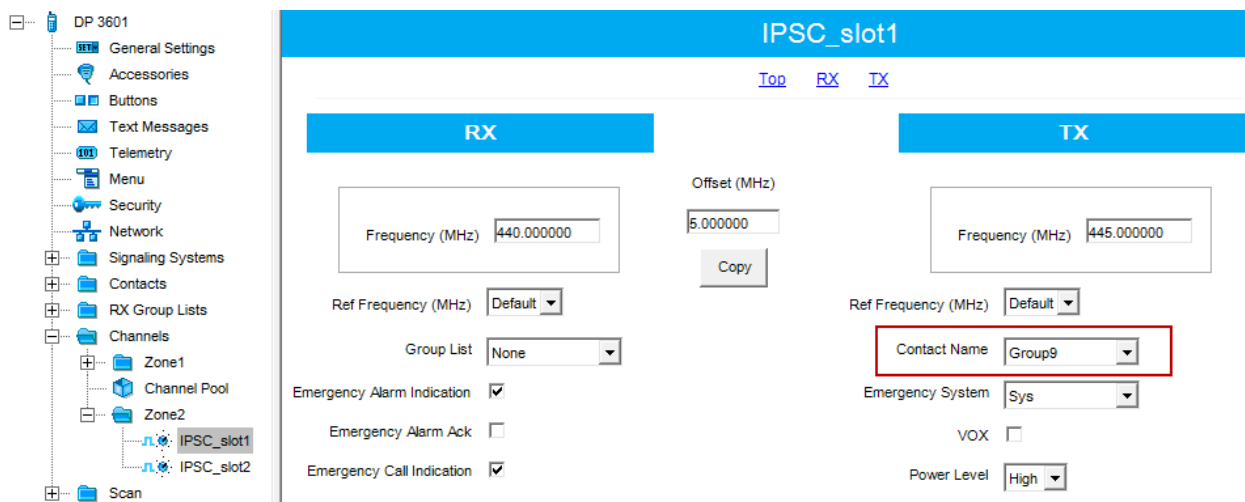 DP 3601
General Settings
Accessories
Buttons
Text Messages
Telemetry
Menu
Security
Network
Signaling Systems
Contacts
RX Group Lists
Channels
Zone1
Channel Pool
Zone2
IPSC_slot1
IPSC_slot2
Scan
SET
101
IPSC_slot1
Top RX TX
RX
Frequency (MHz) 440.000000
Ref Frequency (MHz) Default
Group List None
Emergency Alarm Indication
Emergency Alarm Ack
Emergency Call Indication
Offset (MHz)
5.000000
Copy
TX
Frequency (MHz) 445.000000
Ref Frequency (MHz) Default
Contact Name Group9
Emergency System Sys
VOX
Power Level High